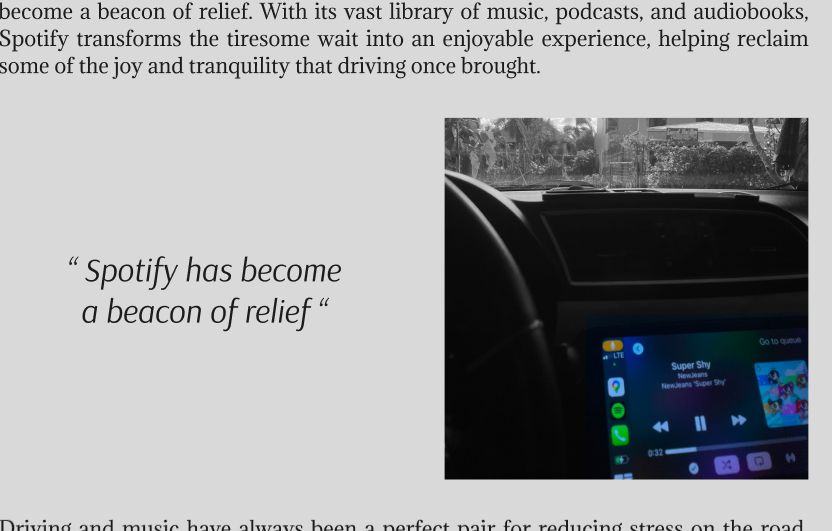 become a beacon of relief. With its vast library of music, podcasts, and audiobooks,
Spotify transforms the tiresome wait into an enjoyable experience, helping reclaim
some of the joy and tranquility that driving once brought.
“ Spotify has become
a beacon of relief “
Go to queue
LTE
Super Shy
NewJeans
NewJeans 'Super Shy'
0:32
Driving and music have always been a perfect pair for reducing stress on the road.